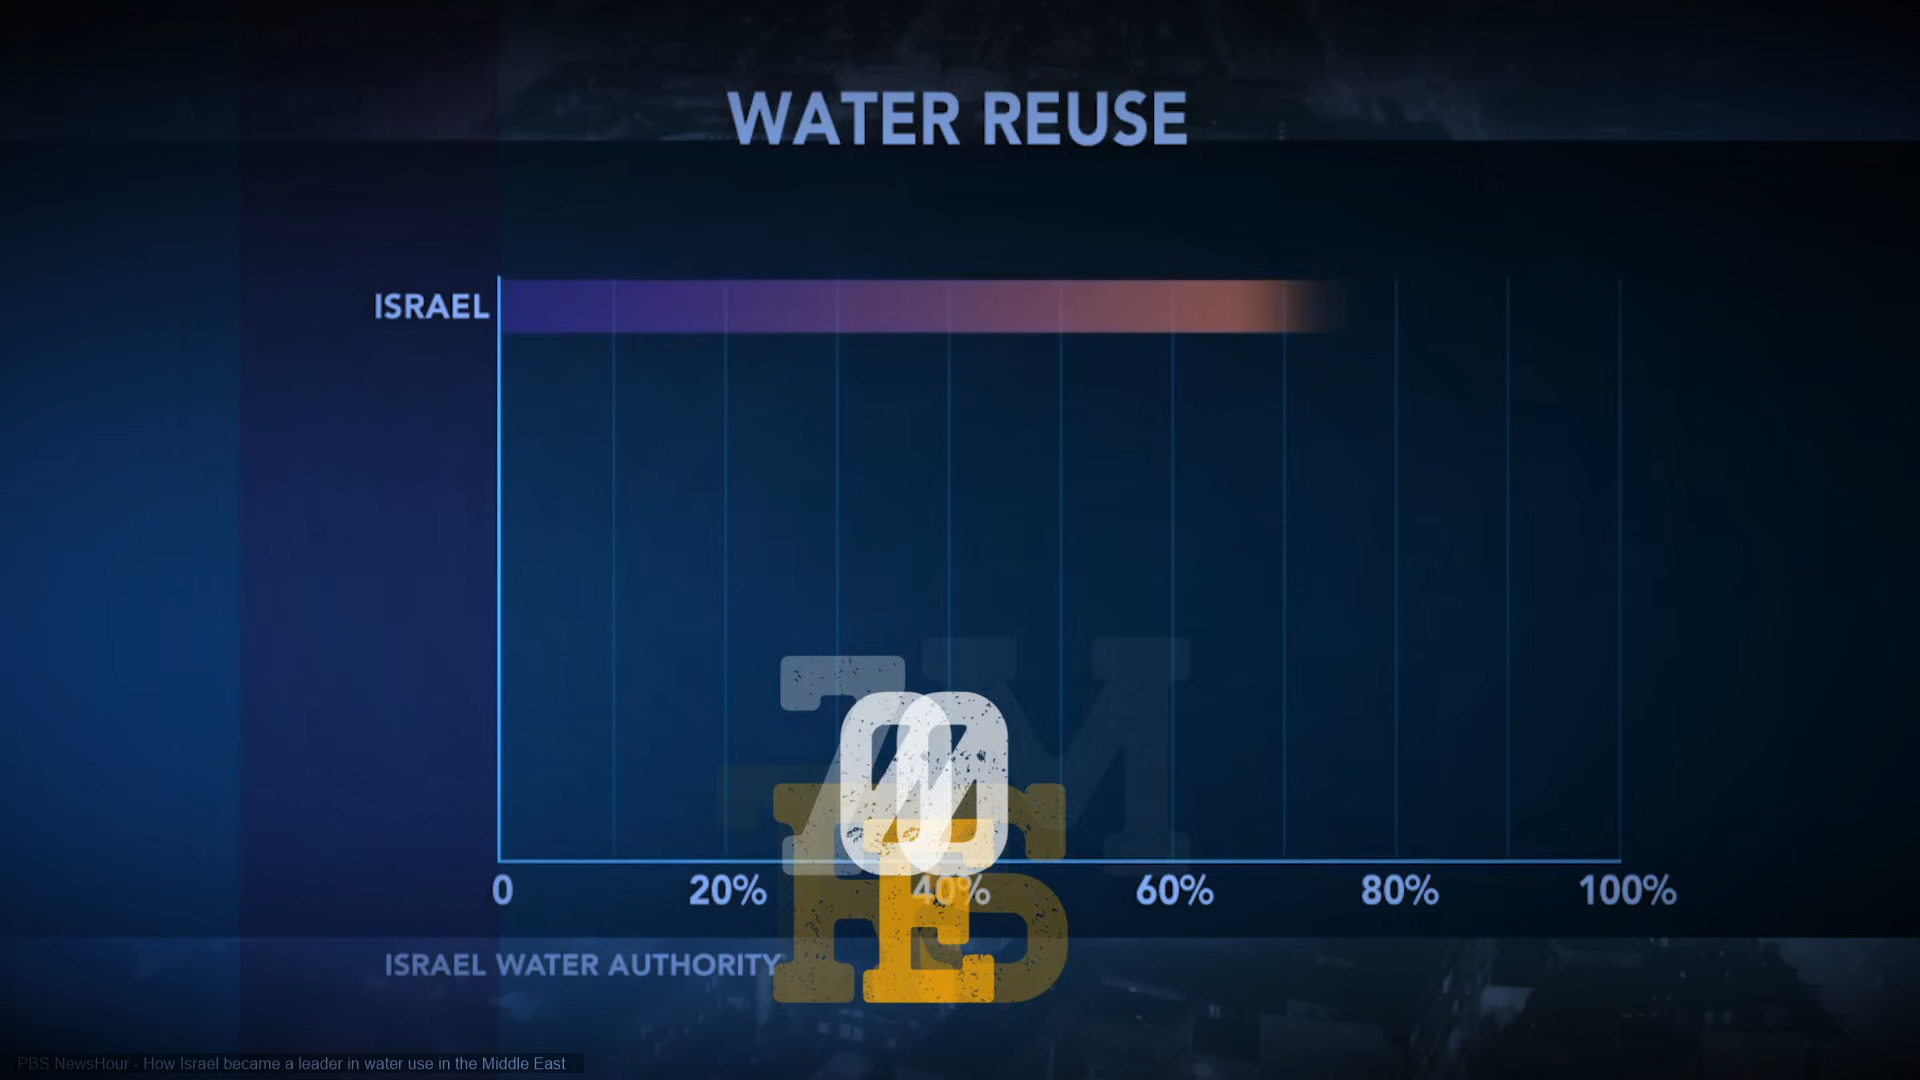 WATER REUSE
ISRAEL
0 20% 40% 60% 80% 100%
ISRAEL WATER AUTHORITY
PBS NewsHour - How Israel became a leader in water use in the Middle East